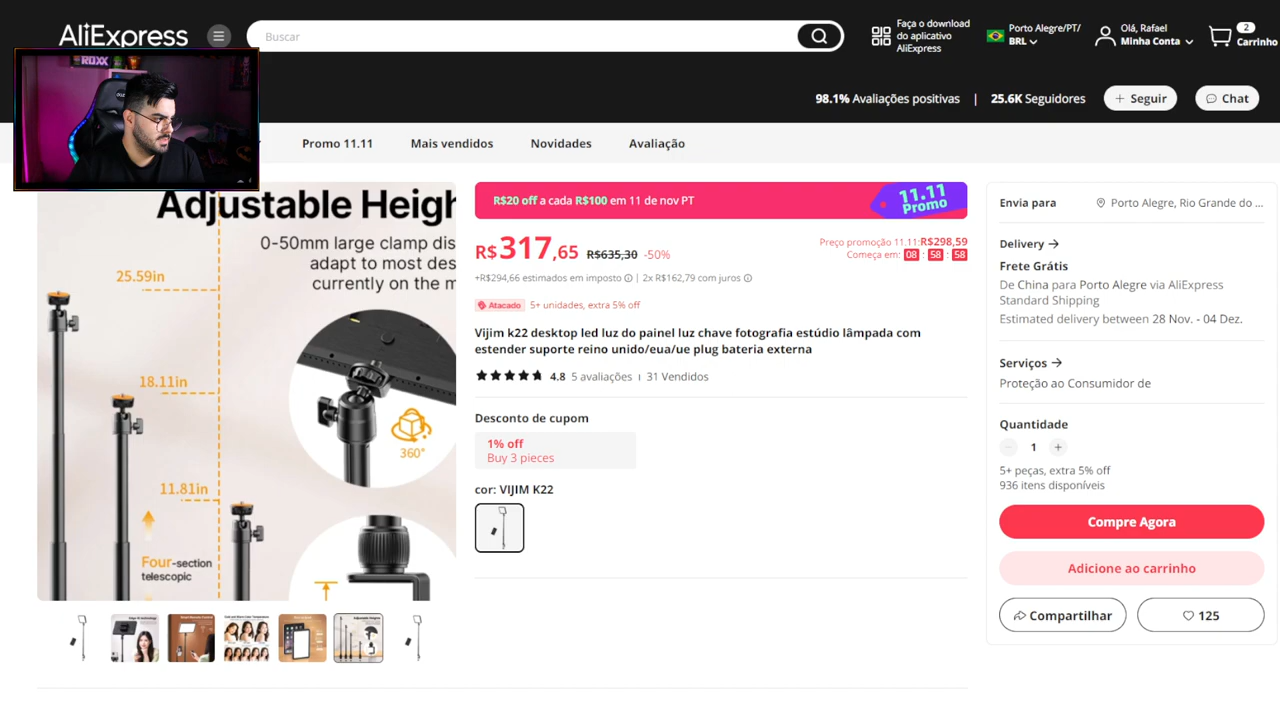 AliExpress
Buscar
Faça o download
do aplicativo
AliExpress
Porto Alegre/PT/
BRL
Olá, Rafael
Minha Conta
2
Carrinho
ROXX
98.1% Avaliações positivas | 25.6K Seguidores
+ Seguir
Chat
Promo 11.11
Mais vendidos
Novidades
Avaliação
Adjustable Heigh
0-50mm large clamp dis
adapt to most des
currently on the m
25.59in
18.11in
11.81in
360°
Four-section
telescopic
R$20 off a cada R$100 em 11 de nov PT
11.11
Promo
R$317,65 R$635,30 -50%
Preço promoção 11.11:R$298,59
Começa em: 08 : 58 : 58
+R$294,66 estimados em imposto | 2x R$162,79 com juros
Atacado 5+ unidades, extra 5% off
Vijim k22 desktop led luz do painel luz chave fotografia estúdio lâmpada com
estender suporte reino unido/eua/ue plug bateria externa
4.8 5 avaliações | 31 Vendidos
Desconto de cupom
1% off
Buy 3 pieces
cor: VIJIM K22
Envia para
Porto Alegre, Rio Grande do ...
Delivery
Frete Grátis
De China para Porto Alegre via AliExpress
Standard Shipping
Estimated delivery between 28 Nov. - 04 Dez.
Serviços
Proteção ao Consumidor de
Quantidade
- 1 +
5+ peças, extra 5% off
936 itens disponíveis
Compre Agora
Adicione ao carrinho
Compartilhar
125